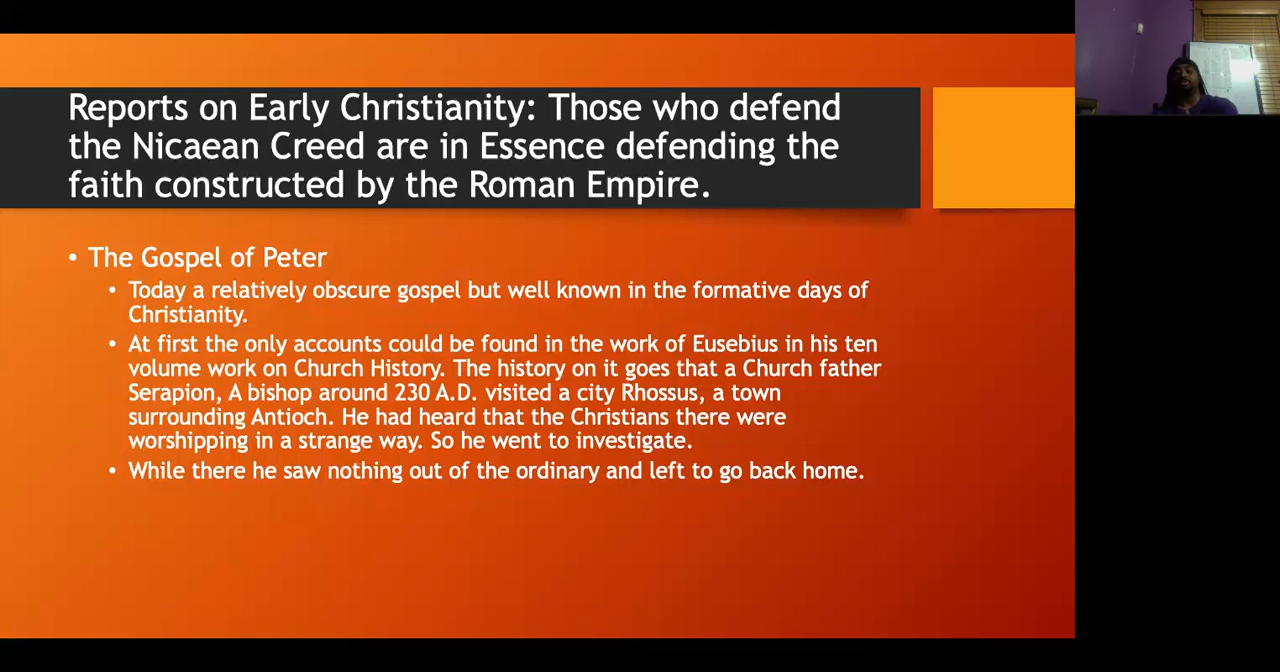 Reports on Early Christianity: Those who defend
the Nicaean Creed are in Essence defending the
faith constructed by the Roman Empire.
• The Gospel of Peter
• Today a relatively obscure gospel but well known in the formative days of
Christianity.
• At first the only accounts could be found in the work of Eusebius in his ten
volume work on Church History. The history on it goes that a Church father
Serapion, A bishop around 230 A.D. visited a city Rhossus, a town
surrounding Antioch. He had heard that the Christians there were
worshipping in a strange way. So he went to investigate.
• While there he saw nothing out of the ordinary and left to go back home.